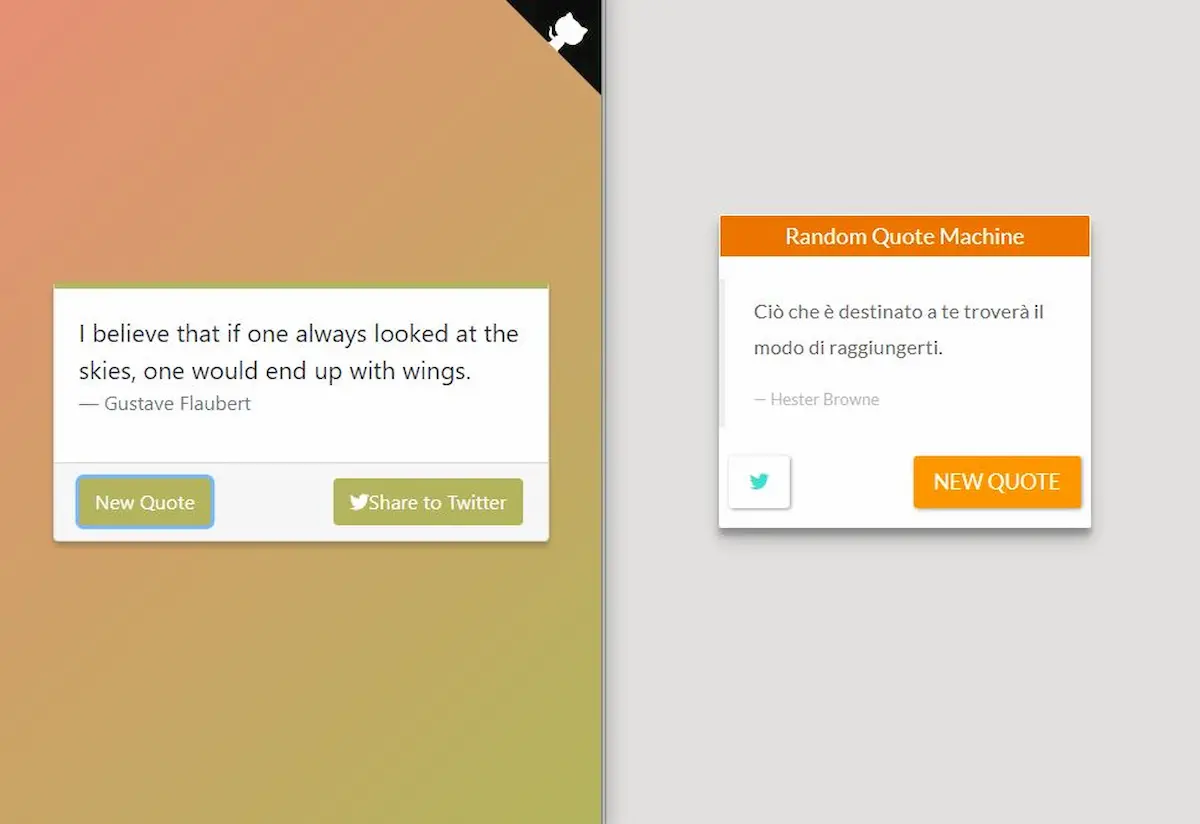 I believe that if one always looked at the
skies, one would end up with wings.
— Gustave Flaubert
New Quote
Share to Twitter
Random Quote Machine
Ciò che è destinato a te troverà il
modo di raggiungerti.
— Hester Browne
NEW QUOTE